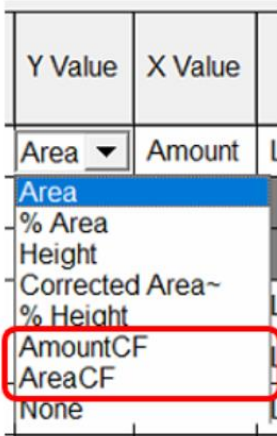 Y Value X Value
Area Amount
Area
% Area
Height
Corrected Area~
% Height
AmountCF
AreaCF
None